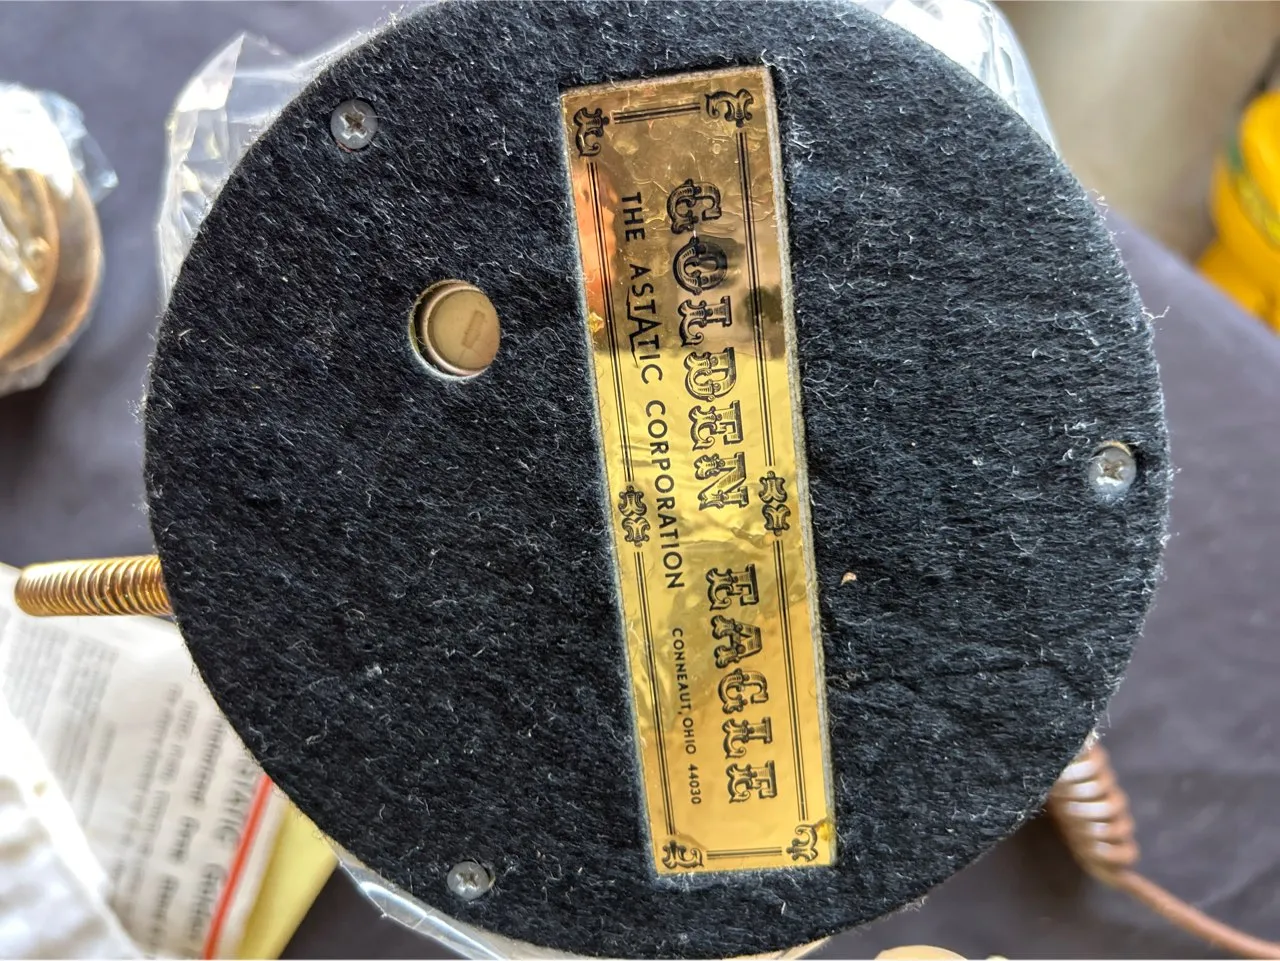 GOLDEN EAGLE
THE ASTATIC CORPORATION CONNEAUT, OHIO 44030